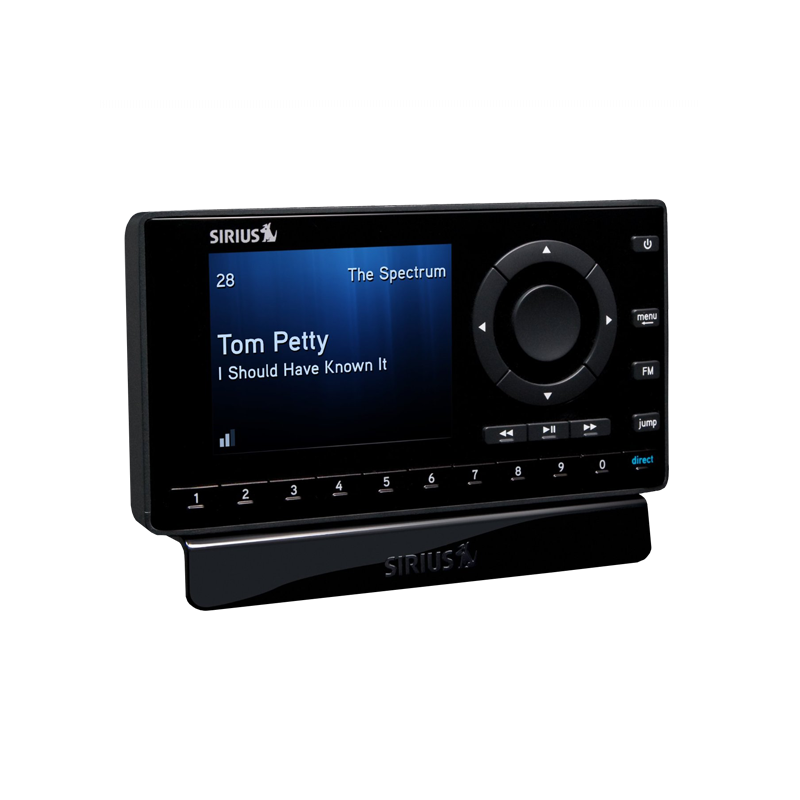 SIRIUS
28 The Spectrum
Tom Petty
I Should Have Known It
menu
FM
jump
direct
1 2 3 4 5 6 7 8 9 0
SIRIUS